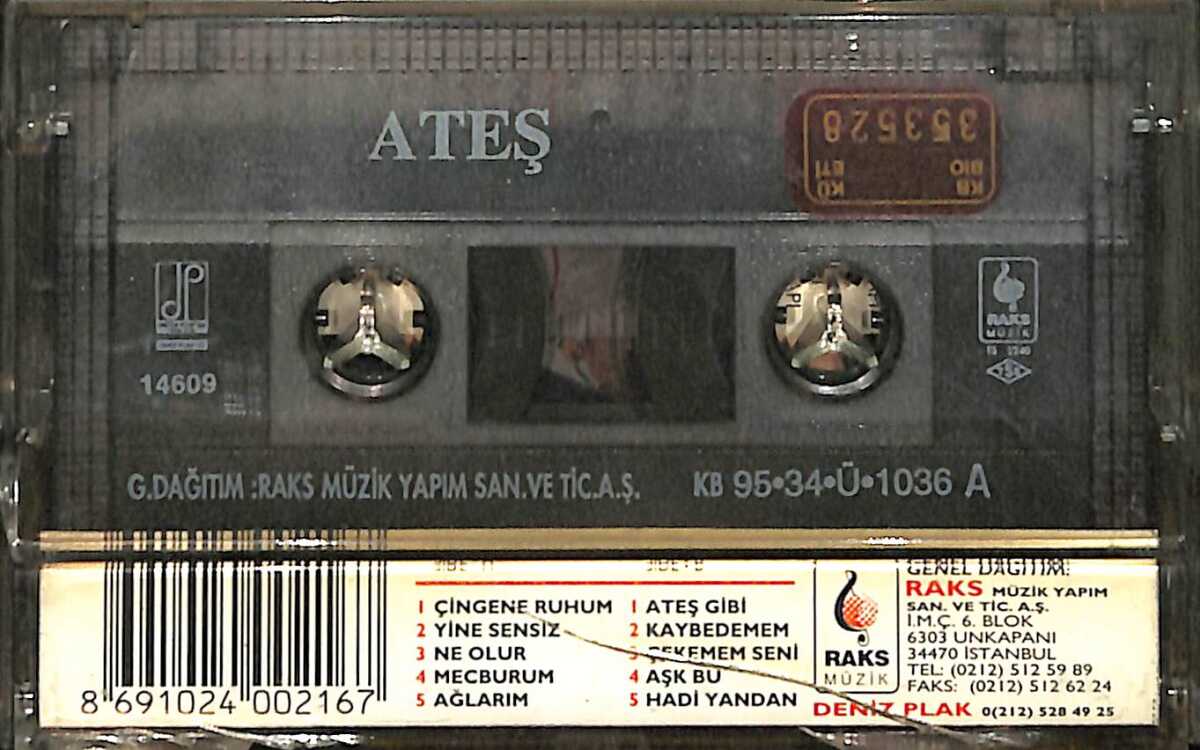 ATEŞ
353528
KB
BIO
KÜ
ETİ
RAKS
MÜZİK
14609
G.DAĞITIM :RAKS MÜZİK YAPIM SAN.VE TİC.A.Ş.
KB 95•34•Ü•1036 A
8 691024 002167
1 ÇİNGENE RUHUM
2 YİNE SENSİZ
3 NE OLUR
4 MECBURUM
5 AĞLARIM
1 ATEŞ GİBİ
2 KAYBEDEMEM
3 ÇEKEMEM SENİ
4 AŞK BU
5 HADİ YANDAN
RAKS
MÜZİK
GENEL DAĞITIM:
RAKS MÜZİK YAPIM
SAN. VE TİC. A.Ş.
İ.M.Ç. 6. BLOK
6303 UNKAPANI
34470 İSTANBUL
TEL: (0212) 512 59 89
FAKS: (0212) 512 62 24
DENİZ PLAK 0(212) 528 49 25